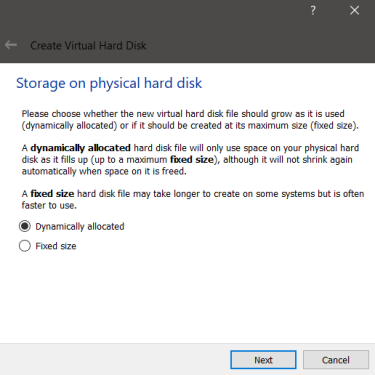 ?
Create Virtual Hard Disk
Storage on physical hard disk
Please choose whether the new virtual hard disk file should grow as it is used
(dynamically allocated) or if it should be created at its maximum size (fixed size).
A dynamically allocated hard disk file will only use space on your physical hard
disk as it fills up (up to a maximum fixed size), although it will not shrink again
automatically when space on it is freed.
A fixed size hard disk file may take longer to create on some systems but is often
faster to use.
Dynamically allocated
Fixed size
Next
Cancel